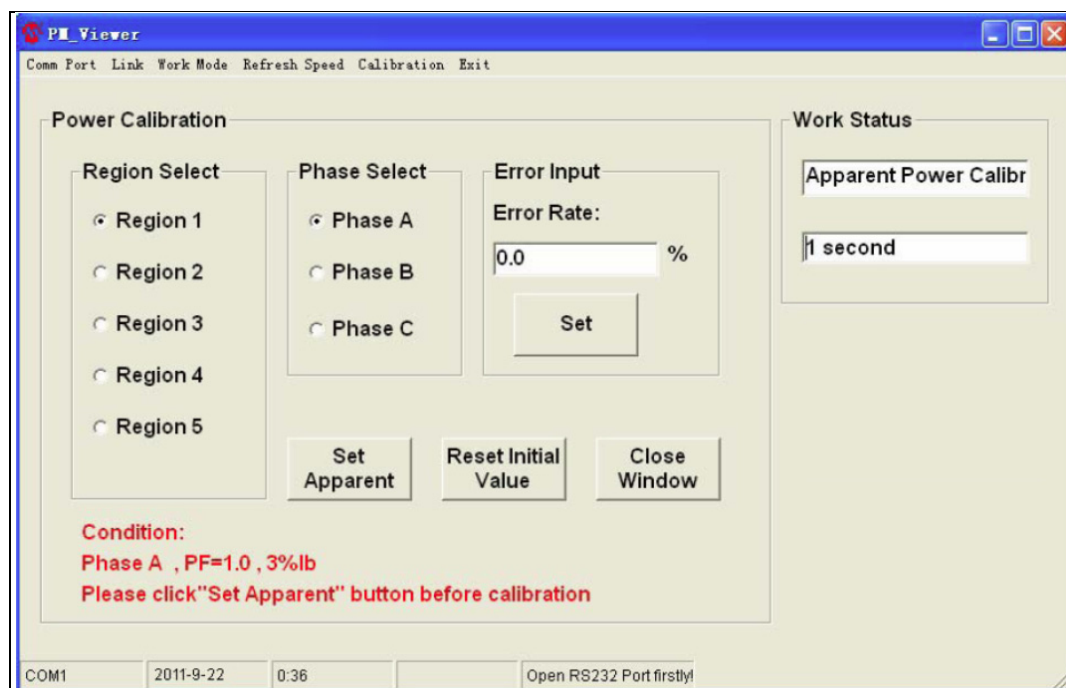 PM_Viewer
Comm Port Link Work Mode Refresh Speed Calibration Exit
Power Calibration
Region Select
Region 1
Region 2
Region 3
Region 4
Region 5
Phase Select
Phase A
Phase B
Phase C
Error Input
Error Rate:
0.0 %
Set
Set
Apparent
Reset Initial
Value
Close
Window
Condition:
Phase A , PF=1.0 , 3%Ib
Please click"Set Apparent" button before calibration
Work Status
Apparent Power Calibr
1 second
COM1 2011-9-22 0:36 Open RS232 Port firstly!